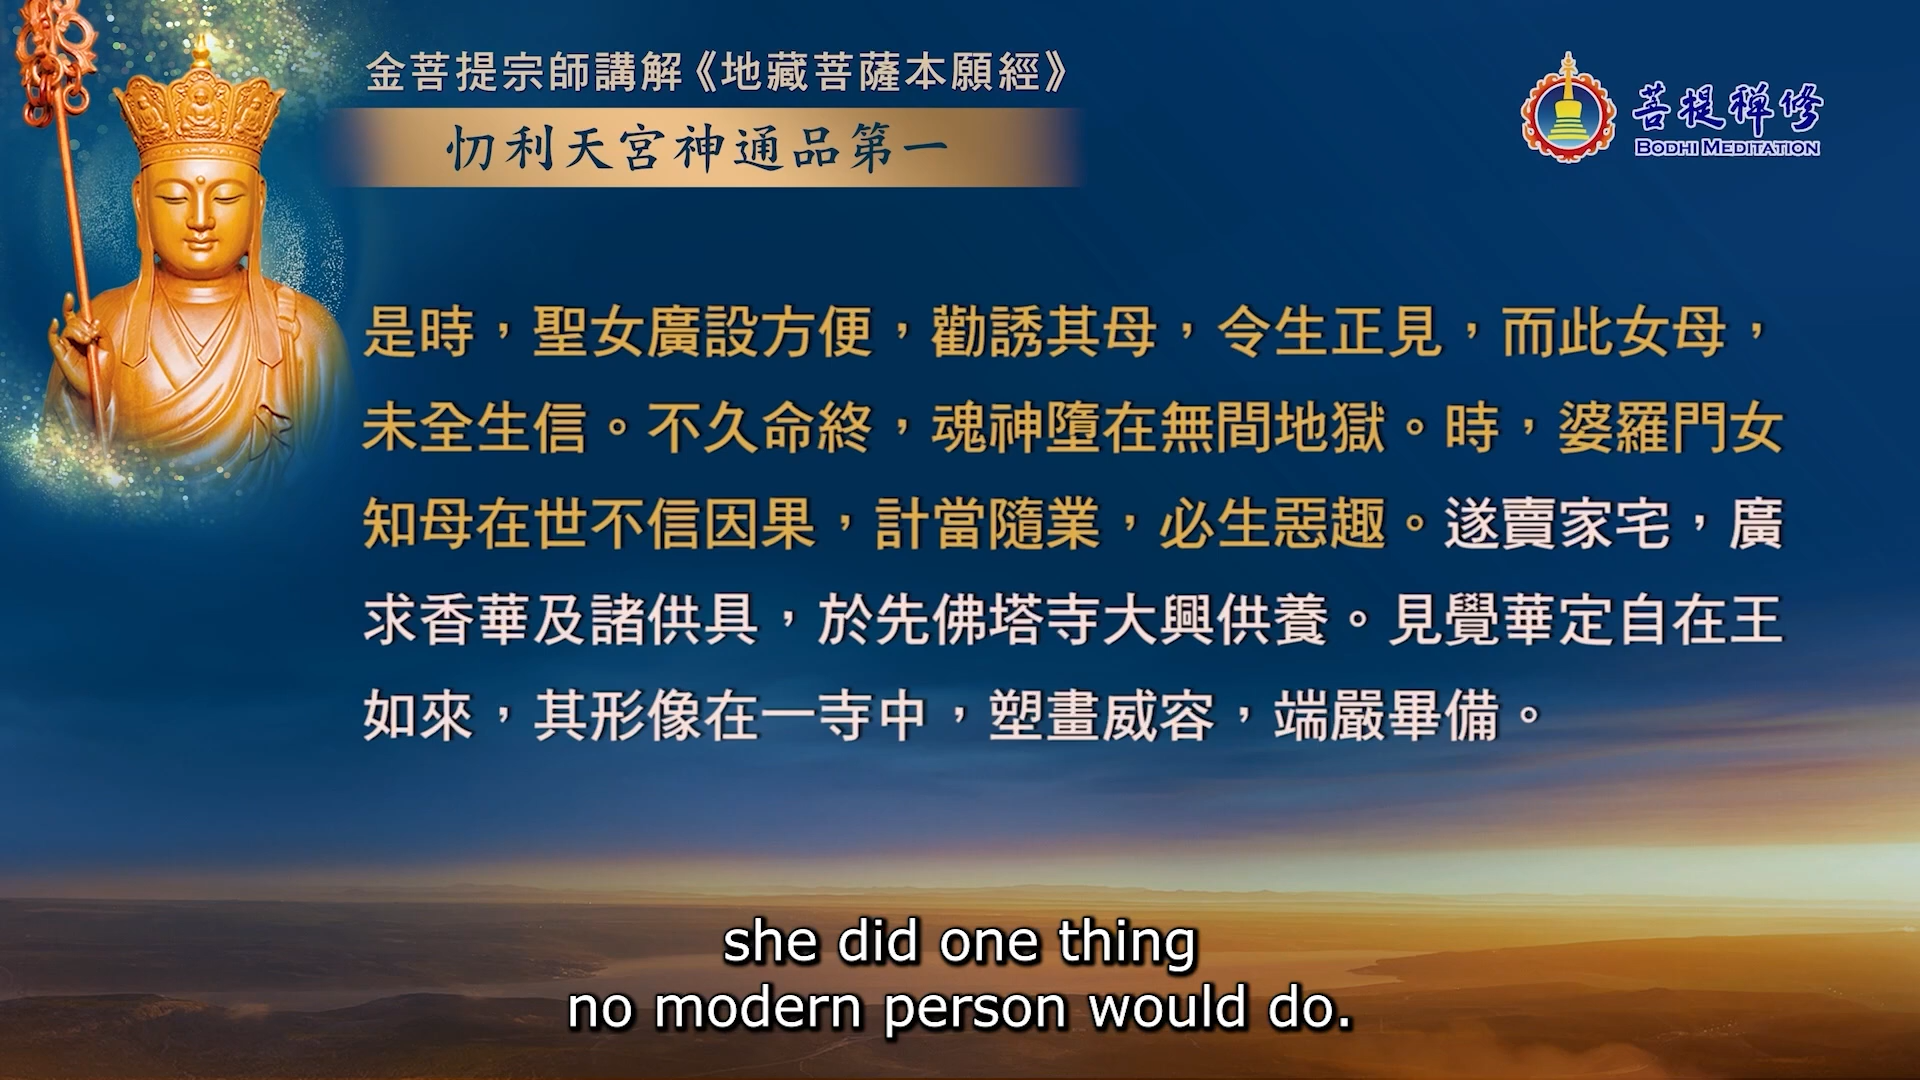 金菩提宗師講解《地藏菩薩本願經》
忉利天宮神通品第一
菩提禪修
BODHI MEDITATION
是時，聖女廣設方便，勸誘其母，令生正見，而此女母，
未全生信。不久命終，魂神墮在無間地獄。時，婆羅門女
知母在世不信因果，計當隨業，必生惡趣。遂賣家宅，廣
求香華及諸供具，於先佛塔寺大興供養。見覺華定自在王
如來，其形像在一寺中，塑畫威容，端嚴畢備。
she did one thing
no modern person would do.